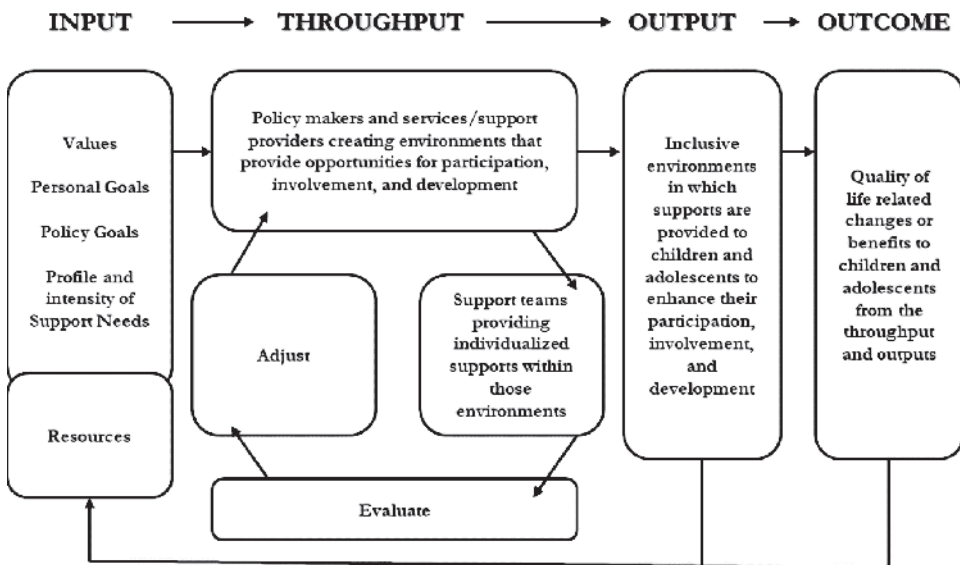 INPUT
THROUGHPUT
OUTPUT
OUTCOME
Values
Personal Goals
Policy Goals
Profile and
intensity of
Support Needs
Resources
Policy makers and services/support
providers creating environments that
provide opportunities for participation,
involvement, and development
Adjust
Support teams
providing
individualized
supports within
those
environments
Evaluate
Inclusive
environments
in which
supports are
provided to
children and
adolescents to
enhance their
participation,
involvement,
and
development
Quality of
life related
changes or
benefits to
children and
adolescents
from the
throughput
and outputs